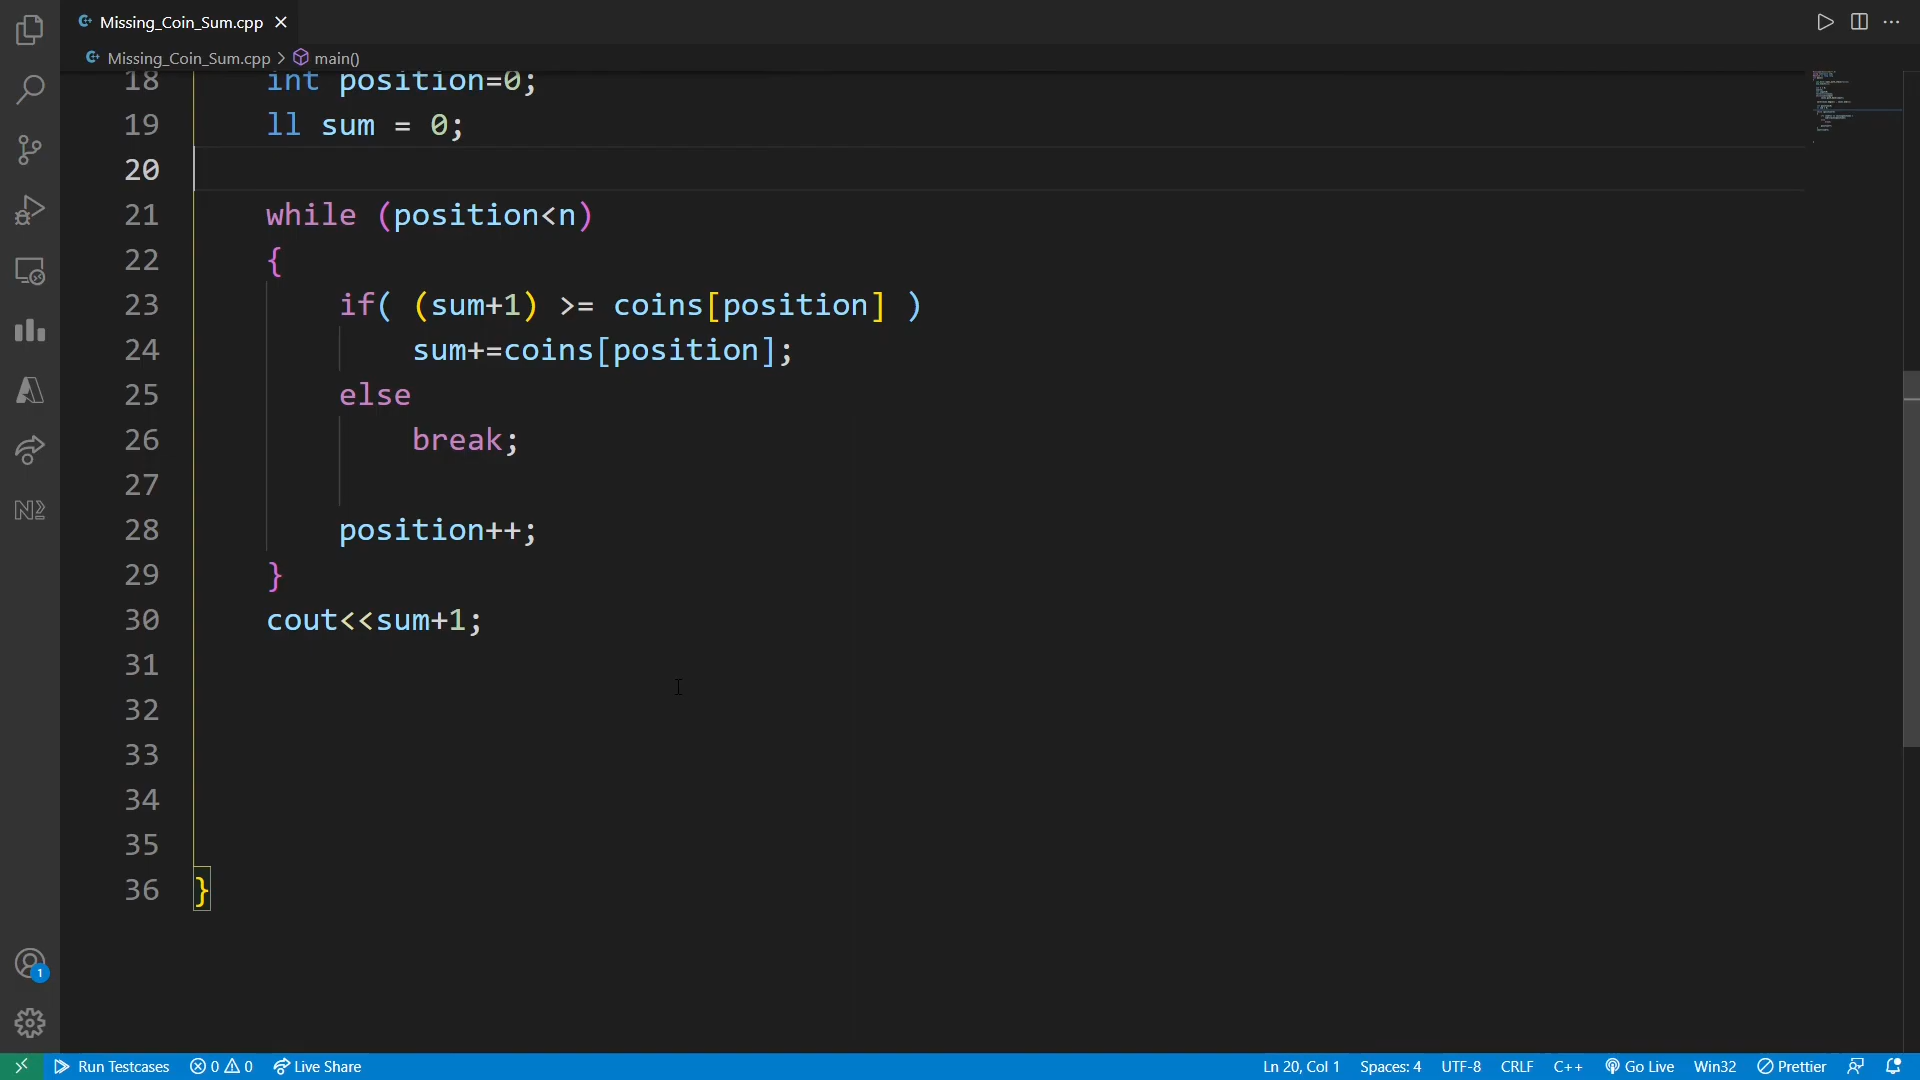 Missing_Coin_Sum.cpp
Missing_Coin_Sum.cpp > main()
18 int position=0;
19 ll sum = 0;
20
21 while (position<n)
22 {
23 if( (sum+1) >= coins[position] )
24 sum+=coins[position];
25 else
26 break;
27
28 position++;
29 }
30 cout<<sum+1;
31
32
33
34
35
36 }
1
Run Testcases 0 0 Live Share Ln 20, Col 1 Spaces: 4 UTF-8 CRLF C++ Go Live Win32 Prettier